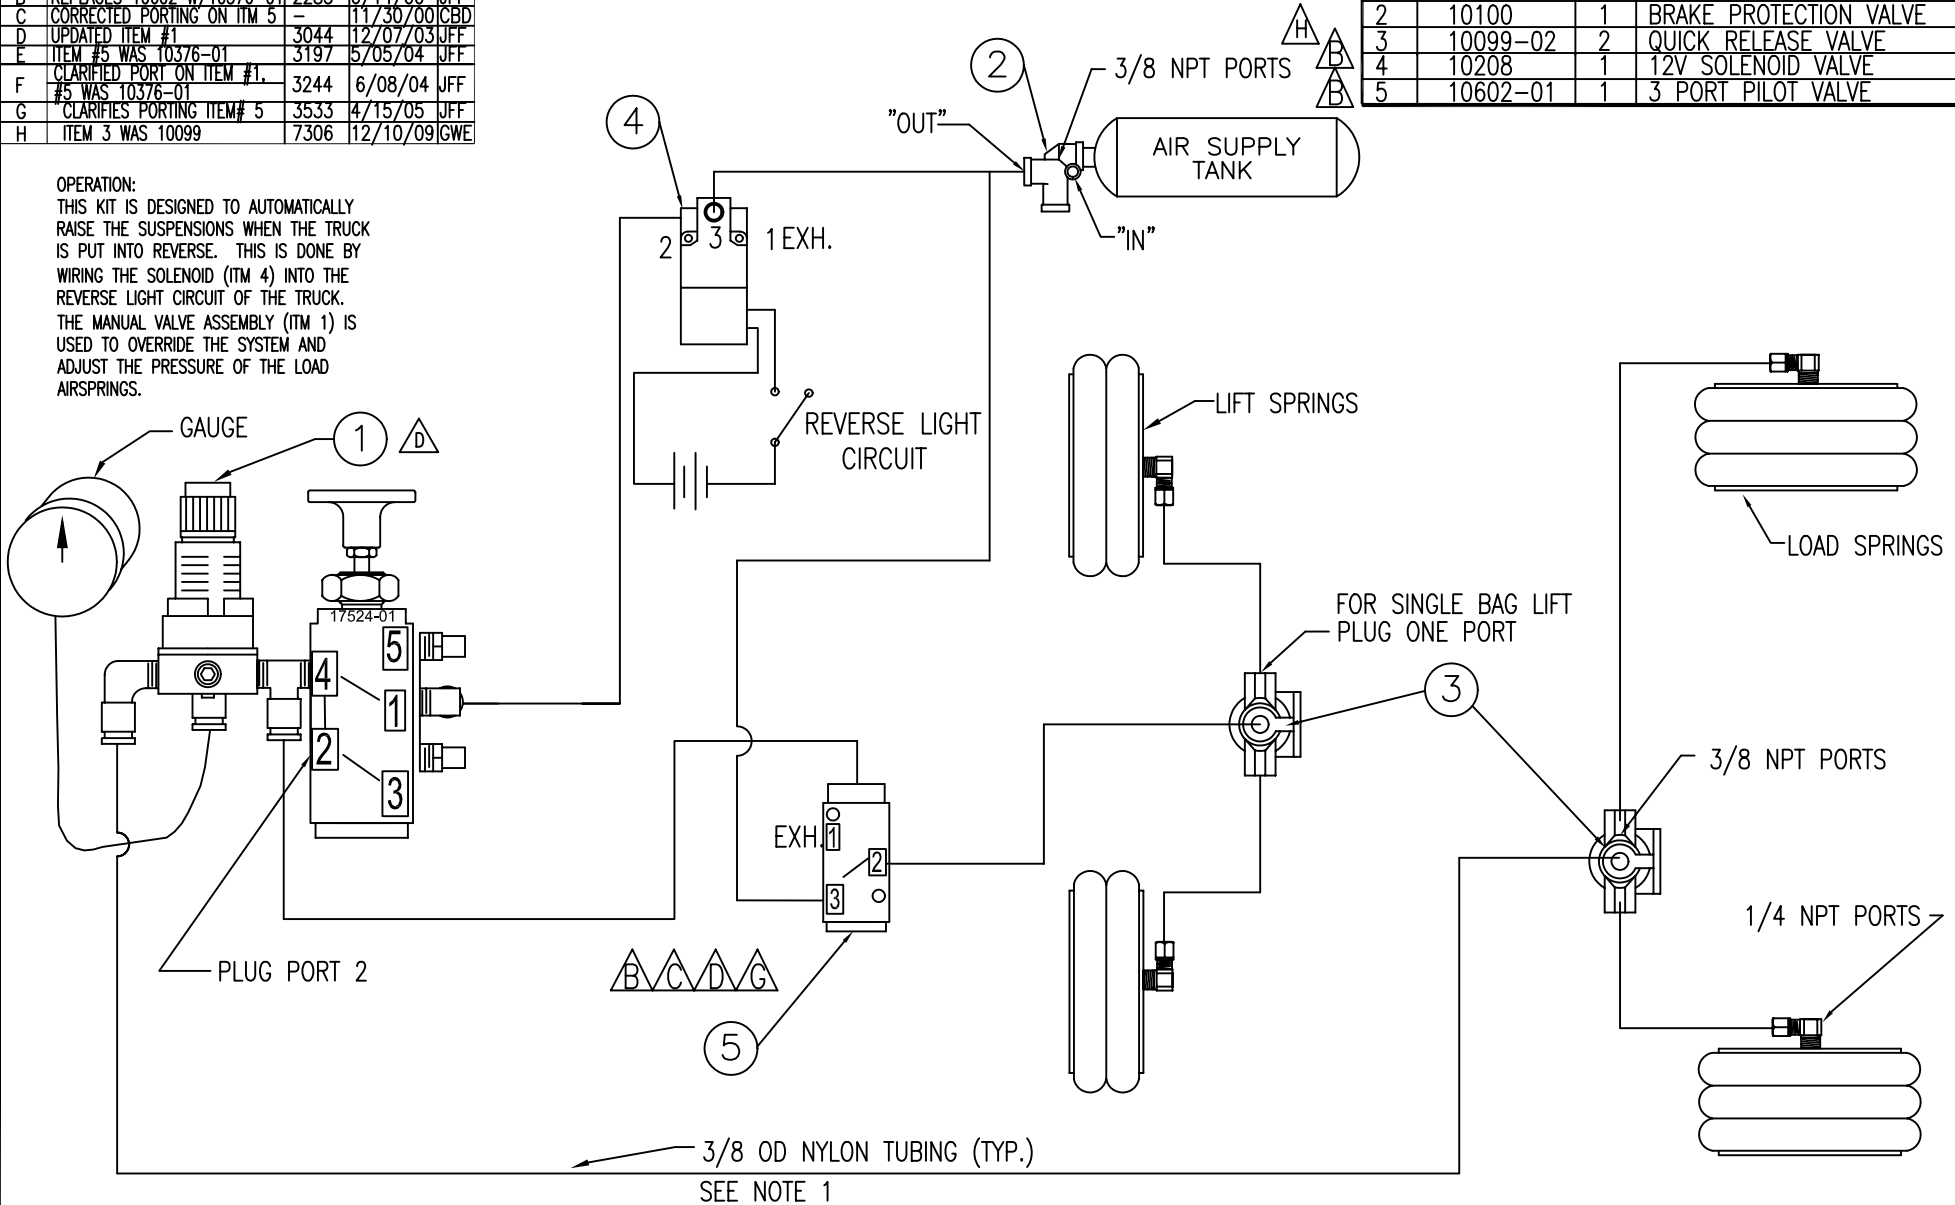 B REPLACES 10602 W/10376-01 2233
C CORRECTED PORTING ON ITM 5 – 11/30/00 CBD
D UPDATED ITEM #1 3044 12/07/03 JFF
E ITEM #5 WAS 10376-01 3197 5/05/04 JFF
F CLARIFIED PORT ON ITEM #1, 3244 6/08/04 JFF
#5 WAS 10376-01
G CLARIFIES PORTING ITEM# 5 3533 4/15/05 JFF
H ITEM 3 WAS 10099 7306 12/10/09 GWE
H
B
B
2 10100 1 BRAKE PROTECTION VALVE
3 10099-02 2 QUICK RELEASE VALVE
4 10208 1 12V SOLENOID VALVE
5 10602-01 1 3 PORT PILOT VALVE
OPERATION:
THIS KIT IS DESIGNED TO AUTOMATICALLY
RAISE THE SUSPENSIONS WHEN THE TRUCK
IS PUT INTO REVERSE. THIS IS DONE BY
WIRING THE SOLENOID (ITM 4) INTO THE
REVERSE LIGHT CIRCUIT OF THE TRUCK.
THE MANUAL VALVE ASSEMBLY (ITM 1) IS
USED TO OVERRIDE THE SYSTEM AND
ADJUST THE PRESSURE OF THE LOAD
AIRSPRINGS.
2
3/8 NPT PORTS
4
"OUT"
AIR SUPPLY
TANK
"IN"
2 3 1 EXH.
REVERSE LIGHT
CIRCUIT
LIFT SPRINGS
LOAD SPRINGS
GAUGE
1
D
17524-01
5
4
1
2
3
PLUG PORT 2
FOR SINGLE BAG LIFT
PLUG ONE PORT
3
3/8 NPT PORTS
EXH.
1
2
3
1/4 NPT PORTS
B C D G
5
3/8 OD NYLON TUBING (TYP.)
SEE NOTE 1